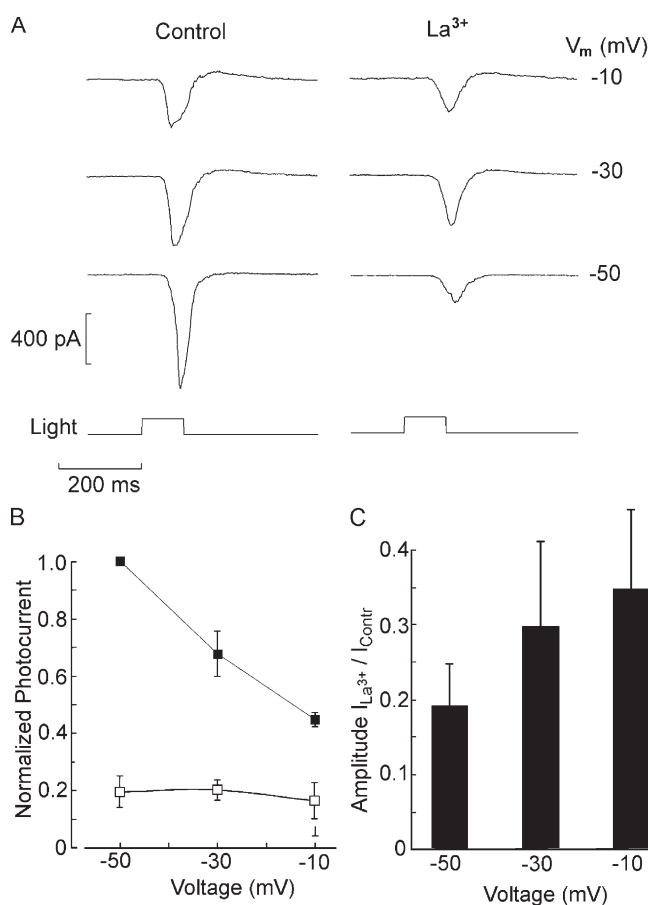 A
Control
La³⁺
Vm (mV)
-10
-30
-50
400 pA
Light
200 ms
B
Normalized Photocurrent
1.0
0.8
0.6
0.4
0.2
0
-50
-30
-10
Voltage (mV)
C
Amplitude I La³⁺ / I Contr
0.4
0.3
0.2
0.1
0
-50
-30
-10
Voltage (mV)